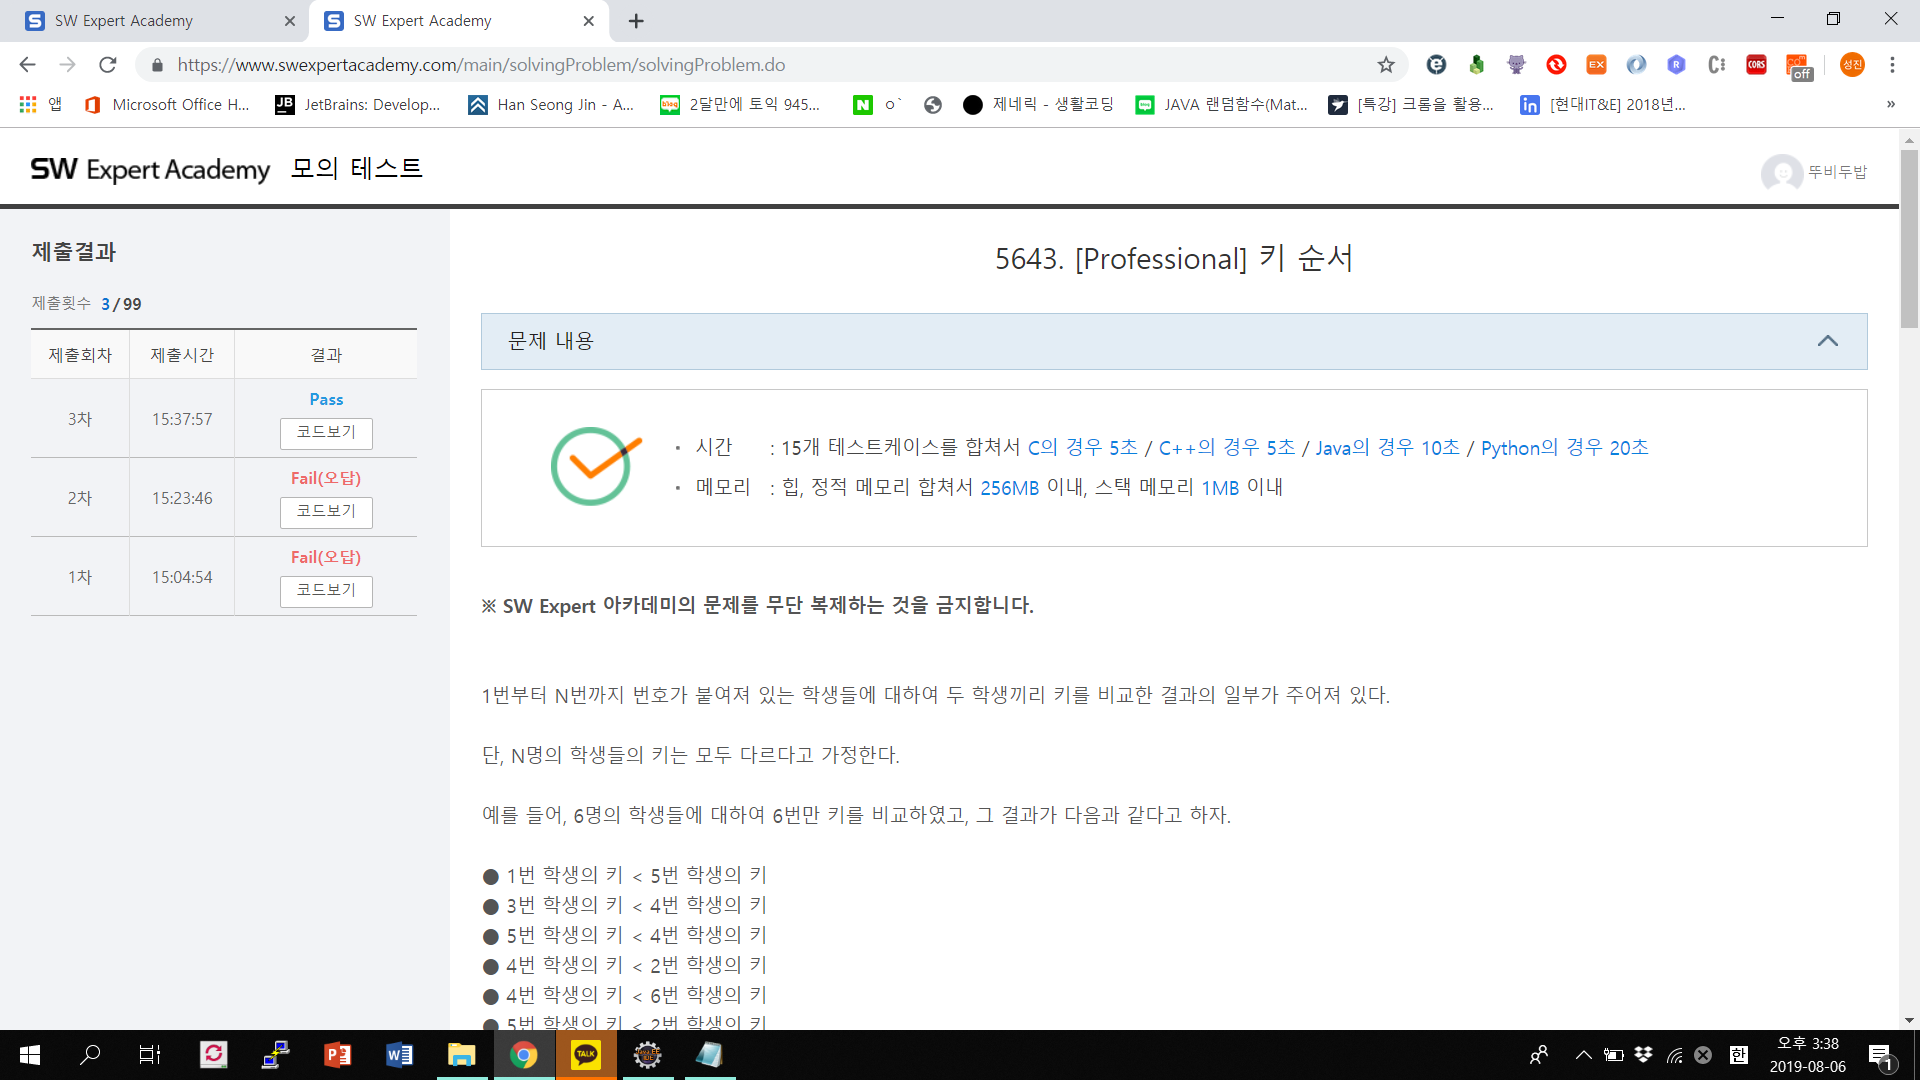 SW Expert Academy
SW Expert Academy
https://www.swexpertacademy.com/main/solvingProblem/solvingProblem.do
EX
R
CORS
off
성진
앱
Microsoft Office H...
JB
JetBrains: Develop...
Han Seong Jin - A...
blog
2달만에 토익 945...
N
ㅇ`
제네릭 - 생활코딩
JAVA 랜덤함수(Mat...
[특강] 크롬을 활용...
in
[현대IT&E] 2018년...
»
SW Expert Academy 모의 테스트
뚜비두밥
제출결과
제출횟수 3 / 99
제출회차 제출시간 결과
3차 15:37:57 Pass
코드보기
2차 15:23:46 Fail(오답)
코드보기
1차 15:04:54 Fail(오답)
코드보기
5643. [Professional] 키 순서
문제 내용
· 시간 : 15개 테스트케이스를 합쳐서 C의 경우 5초 / C++의 경우 5초 / Java의 경우 10초 / Python의 경우 20초
· 메모리 : 힙, 정적 메모리 합쳐서 256MB 이내, 스택 메모리 1MB 이내
※ SW Expert 아카데미의 문제를 무단 복제하는 것을 금지합니다.
1번부터 N번까지 번호가 붙여져 있는 학생들에 대하여 두 학생끼리 키를 비교한 결과의 일부가 주어져 있다.
단, N명의 학생들의 키는 모두 다르다고 가정한다.
예를 들어, 6명의 학생들에 대하여 6번만 키를 비교하였고, 그 결과가 다음과 같다고 하자.
● 1번 학생의 키 < 5번 학생의 키
● 3번 학생의 키 < 4번 학생의 키
● 5번 학생의 키 < 4번 학생의 키
● 4번 학생의 키 < 2번 학생의 키
● 4번 학생의 키 < 6번 학생의 키
● 5번 학생의 키 < 2번 학생의 키
TALK
한
오후 3:38
2019-08-06
1